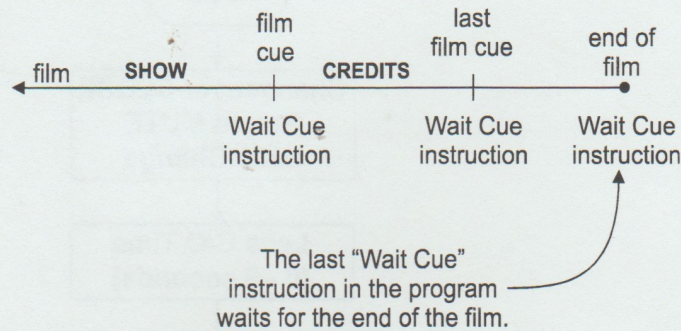 film
cue
last
film cue
end of
film
film
SHOW
CREDITS
Wait Cue
instruction
Wait Cue
instruction
Wait Cue
instruction
The last “Wait Cue”
instruction in the program
waits for the end of the film.